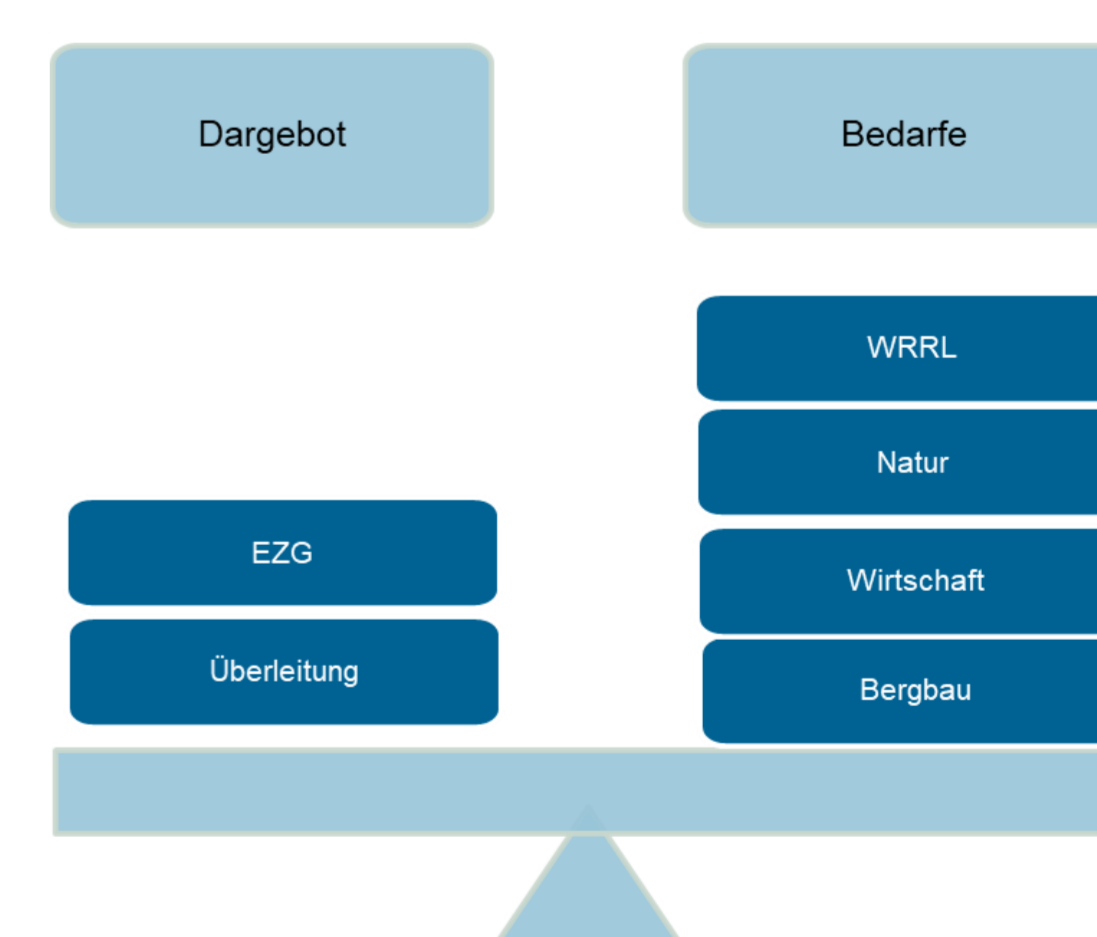 Dargebot
Bedarfe
WRRL
Natur
EZG
Wirtschaft
Überleitung
Bergbau